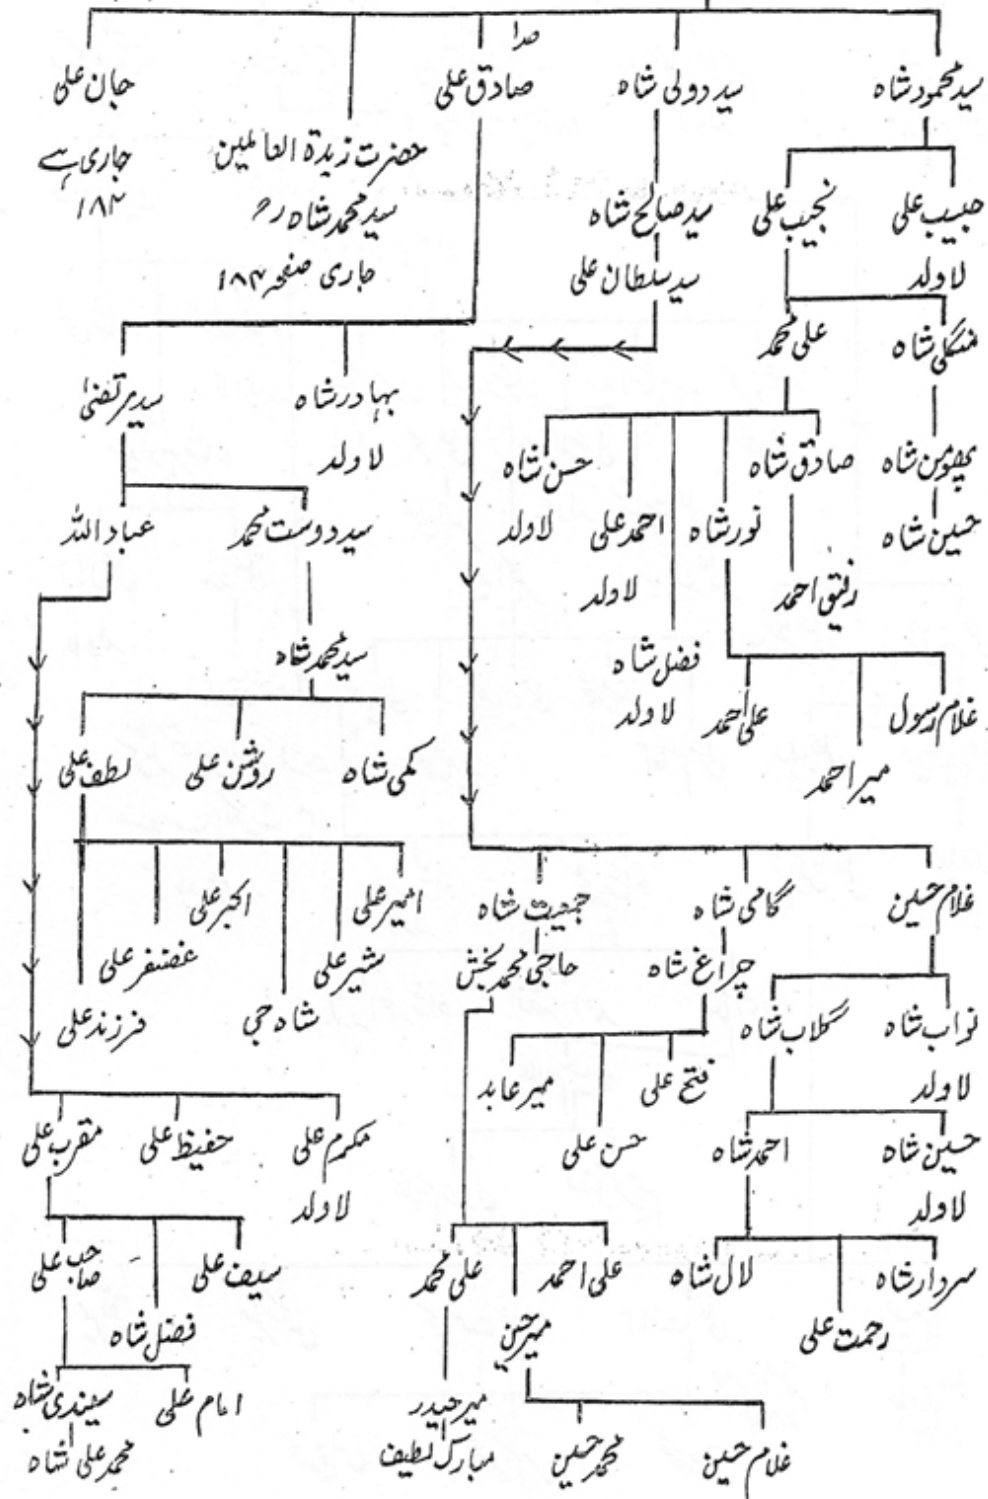 صدا
سید محمود شاہ
سید دولی شاہ
صادق علی
حضرت زبدۃ العالمین
سید محمد شاہ رح
جاری صفحہ ۱۸۳
جان علی
جاری ہے
۱۸۲
حبیب علی
لاولد
نجیب علی
سید صالح شاہ
سید سلطان علی
منگلی شاہ
علی محمد
بہادر شاہ
لاولد
سید مرتضیٰ
حسین شاہ
صادق شاہ
نور شاہ
احمد علی
لاولد
حسن شاہ
لاولد
رفیق احمد
فضل شاہ
لاولد
سید دوست محمد
عباد اللہ
سید محمد شاہ
غلام رسول
میر احمد
علی احمد
کمی شاہ
روشن علی
لطف علی
غلام حسین
گامی شاہ
جمعیت شاہ
امیر علی
اکبر علی
چراغ شاہ
حاجی محمد بخش
بشیر علی
غضنفر علی
شاہ جی
فرزند علی
نواب شاہ
لاولد
گلاب شاہ
فتح علی
میر عابد
حسن علی
مکرم علی
لاولد
حفیظ علی
مقرب علی
حسین شاہ
لاولد
احمد شاہ
سردار شاہ
لال شاہ
رحمت علی
علی احمد
علی محمد
میر حسن
سیف علی
صاحب علی
فضل شاہ
امام علی
محمد علی شاہ
میر حیدر
مبارک لطیف
محمد حسین
غلام حسین